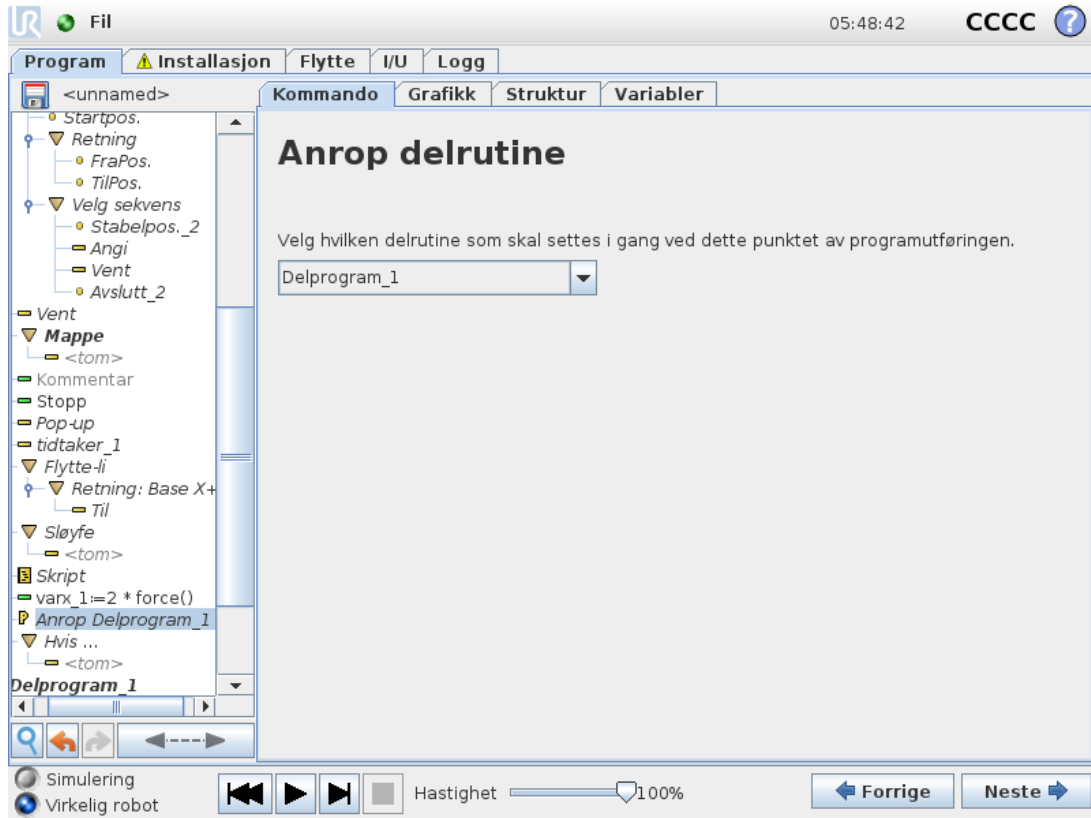 UR
Fil
05:48:42
CCCC
?
Program
Installasjon
Flytte
I/U
Logg
<unnamed>
Kommando
Grafikk
Struktur
Variabler
Startpos.
Retning
FraPos.
TilPos.
Velg sekvens
Stabelpos._2
Angi
Vent
Avslutt_2
Vent
Mappe
<tom>
Kommentar
Stopp
Pop-up
tidtaker_1
Flytte-li
Retning: Base X+
Til
Sløyfe
<tom>
Skript
varx_1:=2 * force()
P Anrop Delprogram_1
Hvis ...
<tom>
Delprogram_1
Anrop delrutine
Velg hvilken delrutine som skal settes i gang ved dette punktet av programutføringen.
Delprogram_1
Simulering
Virkelig robot
Hastighet
100%
Forrige
Neste